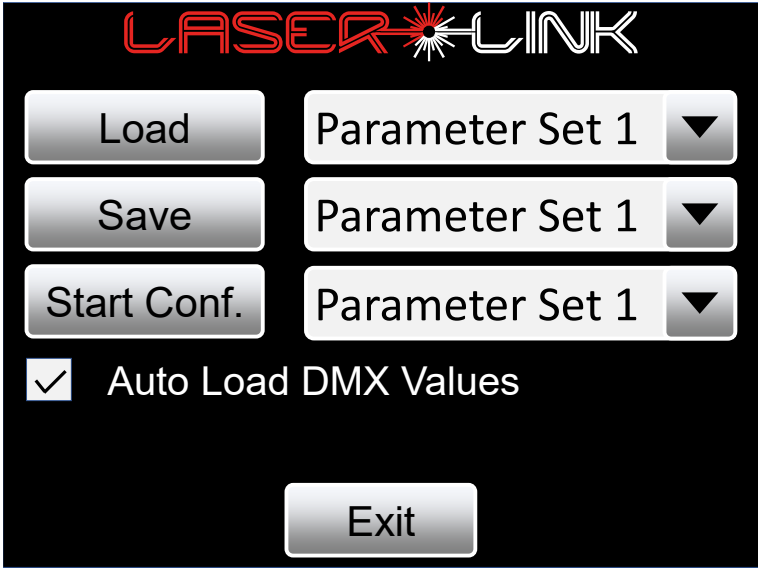 LASER LINK
Load Parameter Set 1
Save Parameter Set 1
Start Conf. Parameter Set 1
Auto Load DMX Values
Exit